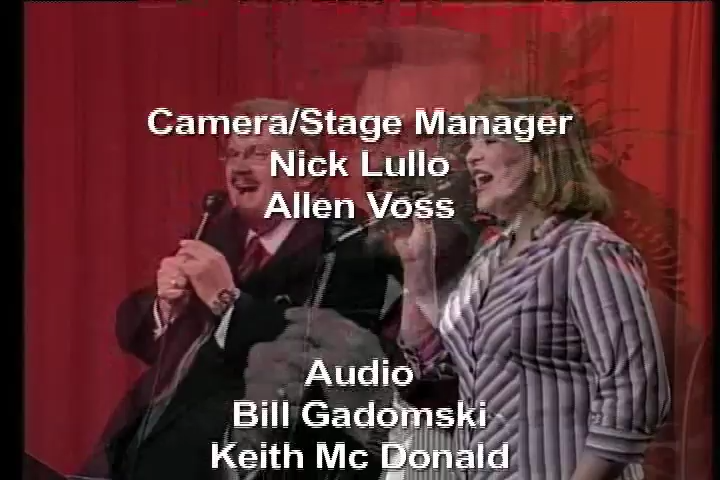 Camera/Stage Manager
Nick Lullo
Allen Voss
Audio
Bill Gadomski
Keith Mc Donald